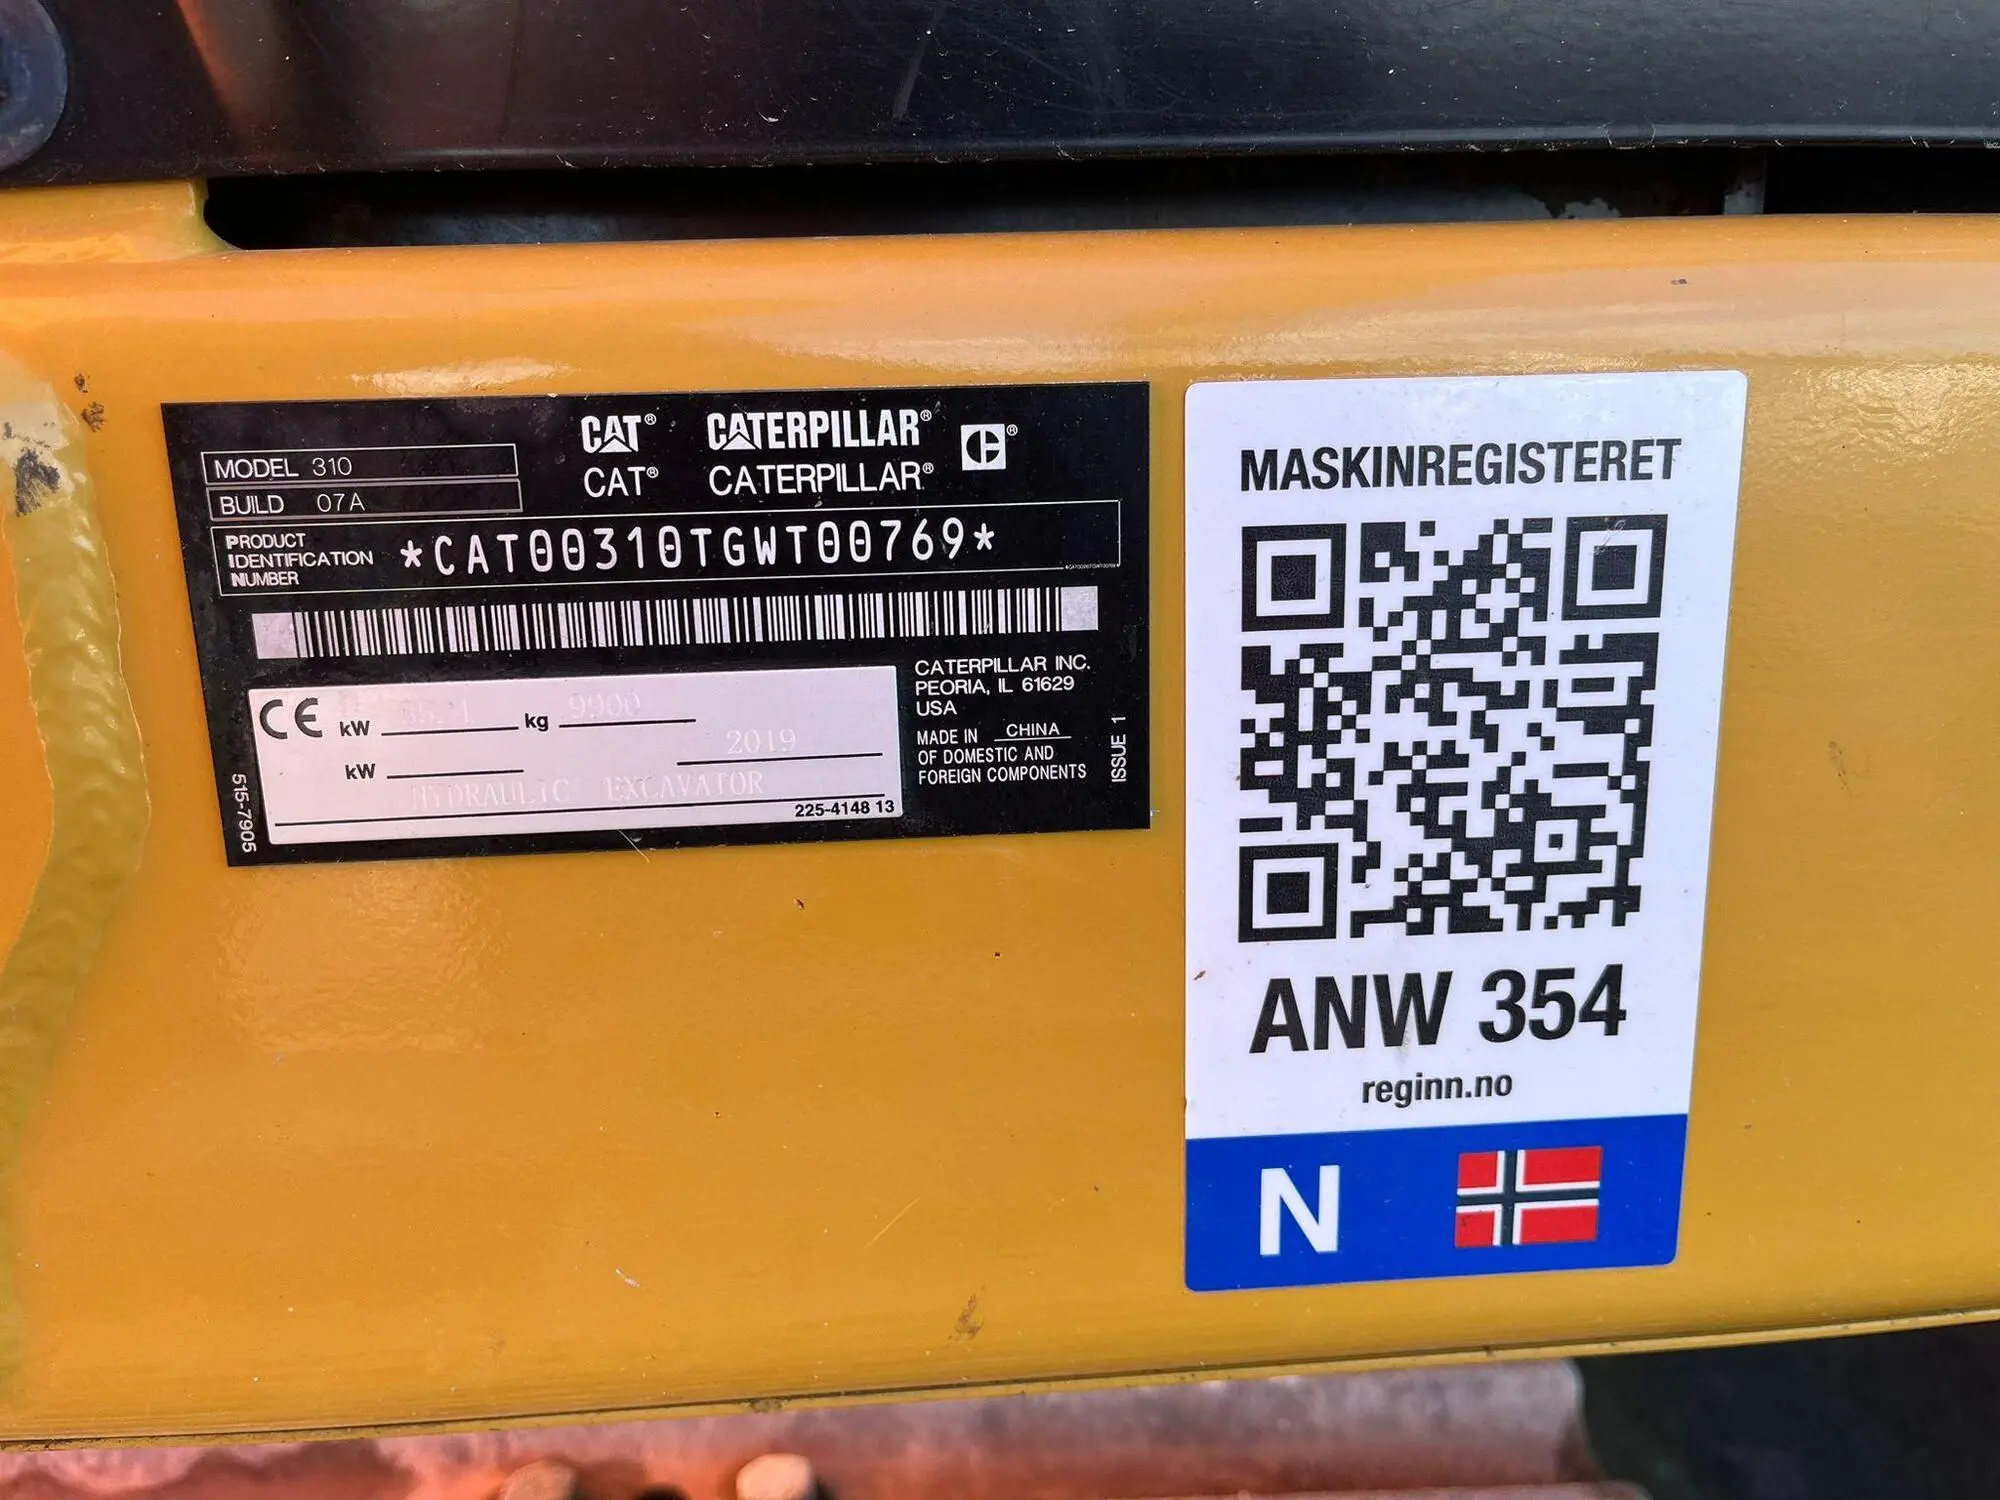 MODEL 310
BUILD 07A
CAT® CATERPILLAR®
CAT® CATERPILLAR®
PRODUCT
IDENTIFICATION
NUMBER
*CAT00310TGWT00769*
CE kW kg 9900
2019
kW
HYDRAULIC EXCAVATOR
225-4148 13
515-7905
CATERPILLAR INC.
PEORIA, IL 61629
USA
MADE IN CHINA
OF DOMESTIC AND
FOREIGN COMPONENTS
ISSUE 1
MASKINREGISTERET
ANW 354
reginn.no
N